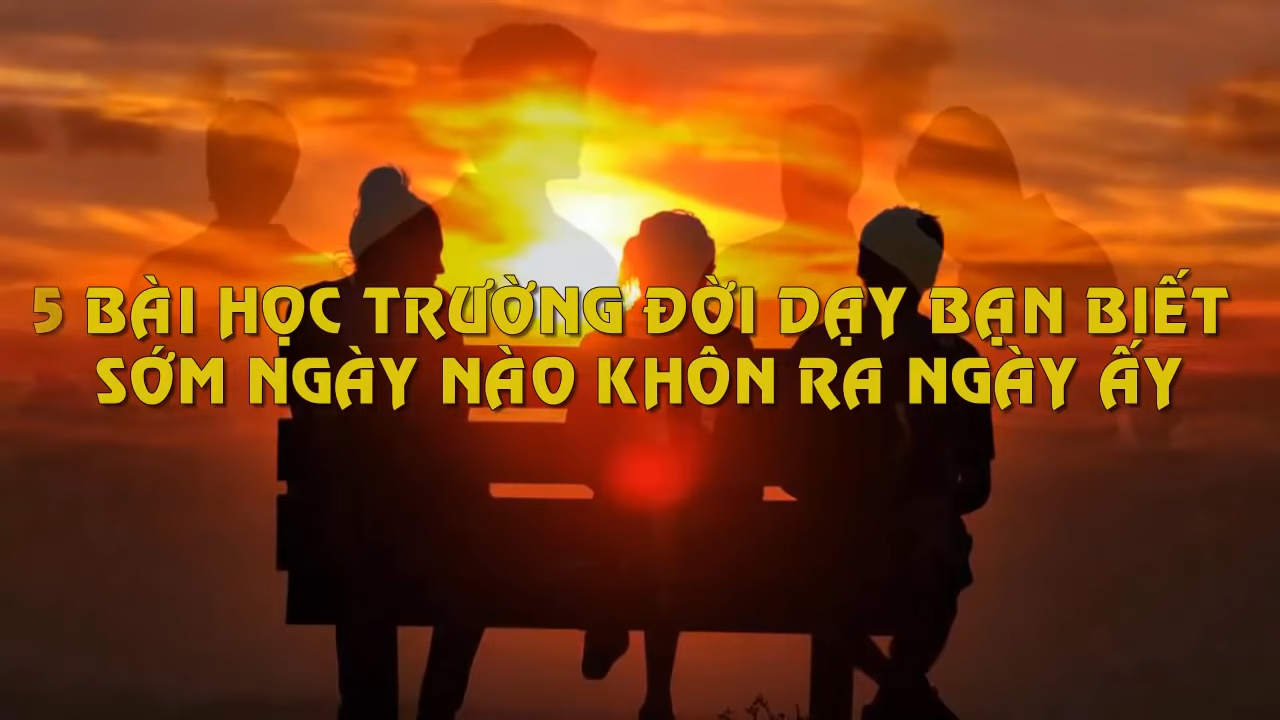 5 BÀI HỌC TRƯỜNG ĐỜI DẠY BẠN BIẾT
SỚM NGÀY NÀO KHÔN RA NGÀY ẤY